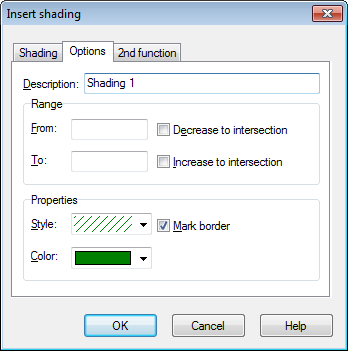 Insert shading
Shading Options 2nd function
Description: Shading 1
Range
From: Decrease to intersection
To: Increase to intersection
Properties
Style: Mark border
Color:
OK Cancel Help